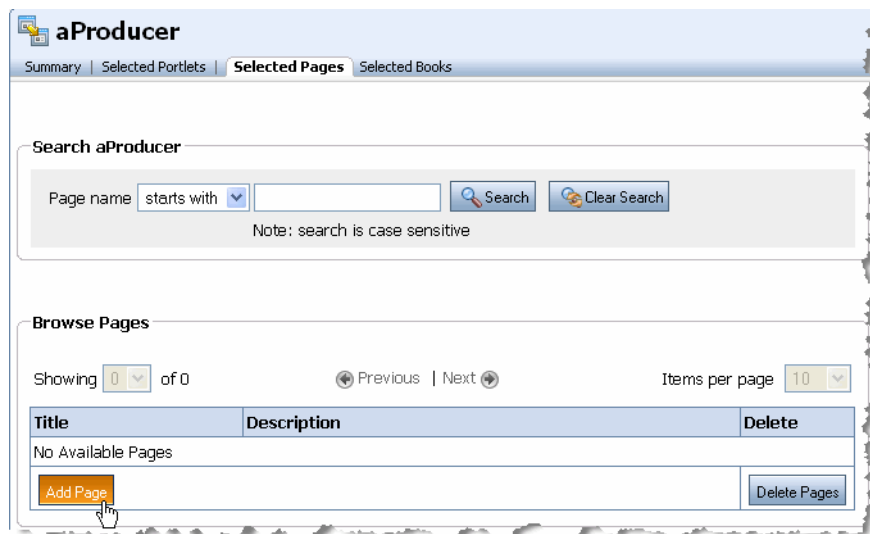 aProducer
Summary | Selected Portlets | Selected Pages Selected Books
Search aProducer
Page name starts with Search Clear Search
Note: search is case sensitive
Browse Pages
Showing 0 of 0 Previous | Next Items per page 10
Title Description Delete
No Available Pages
Add Page Delete Pages